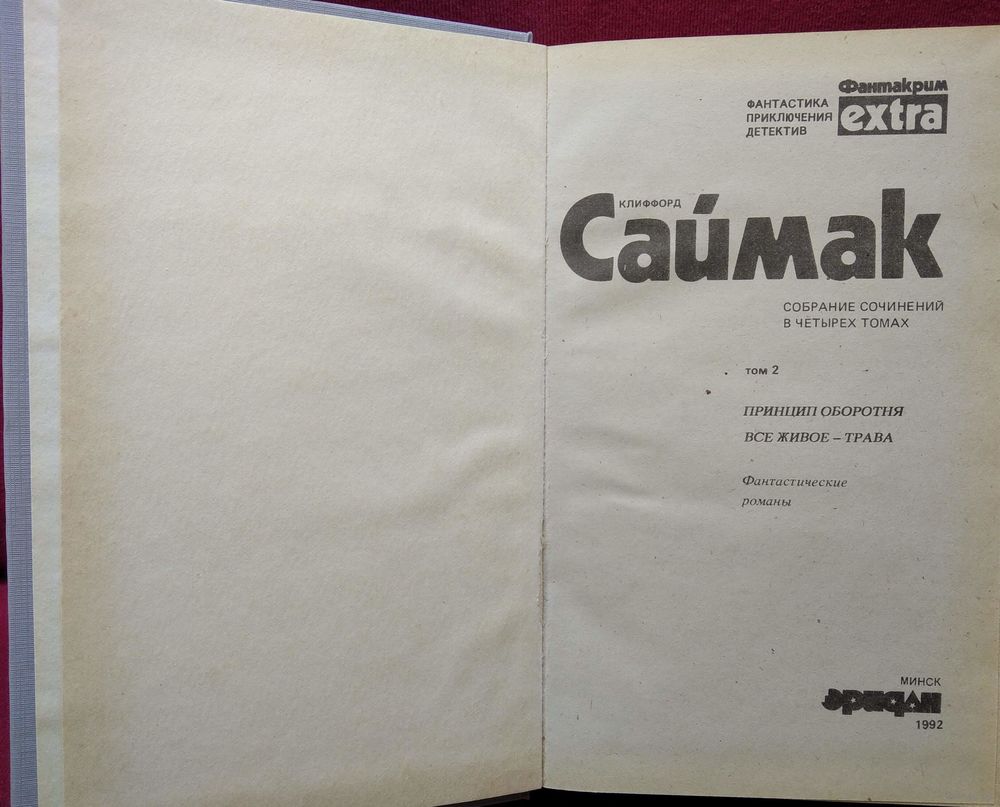 Фантакрим
extra
ФАНТАСТИКА
ПРИКЛЮЧЕНИЯ
ДЕТЕКТИВ
КЛИФФОРД
Саймак
СОБРАНИЕ СОЧИНЕНИЙ
В ЧЕТЫРЕХ ТОМАХ
том 2
ПРИНЦИП ОБОРОТНЯ
ВСЕ ЖИВОЕ – ТРАВА
Фантастические
романы
МИНСК
Эридан
1992